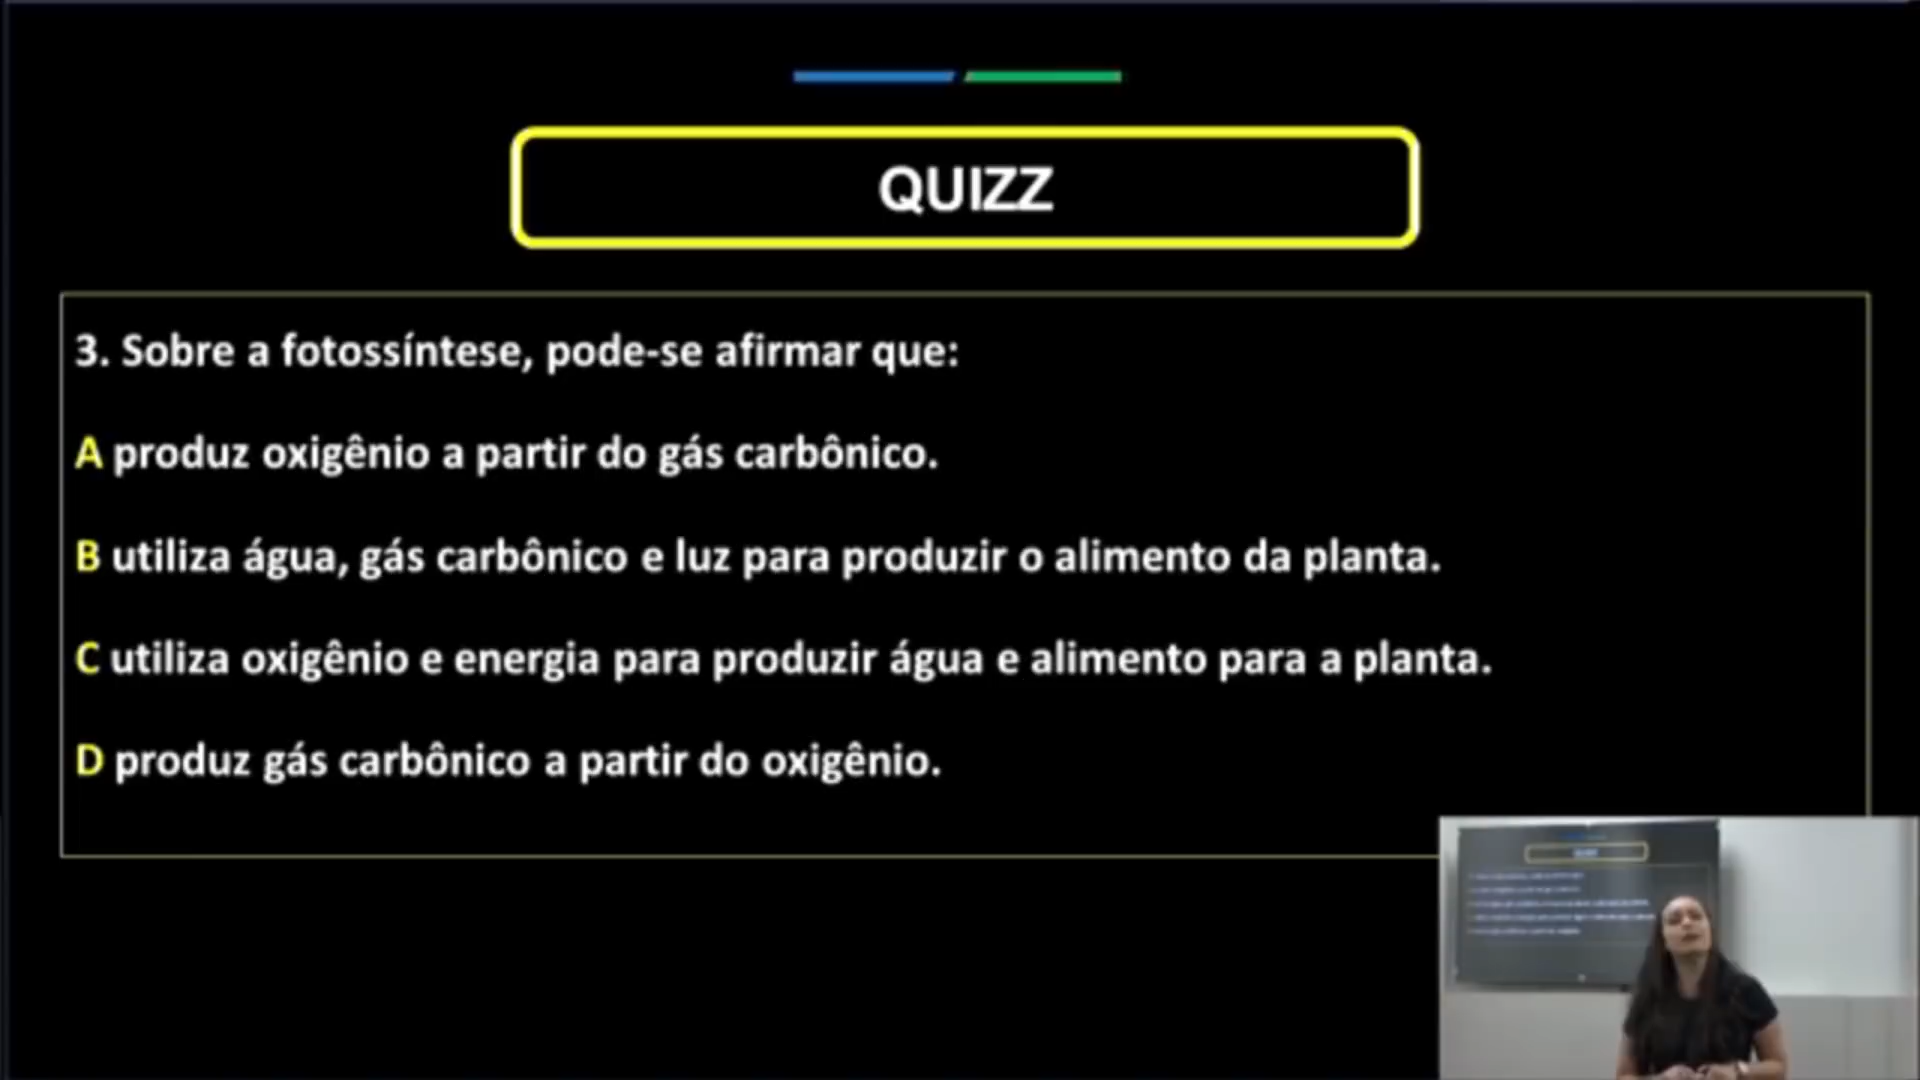 QUIZZ
3. Sobre a fotossíntese, pode-se afirmar que:
A produz oxigênio a partir do gás carbônico.
B utiliza água, gás carbônico e luz para produzir o alimento da planta.
C utiliza oxigênio e energia para produzir água e alimento para a planta.
D produz gás carbônico a partir do oxigênio.